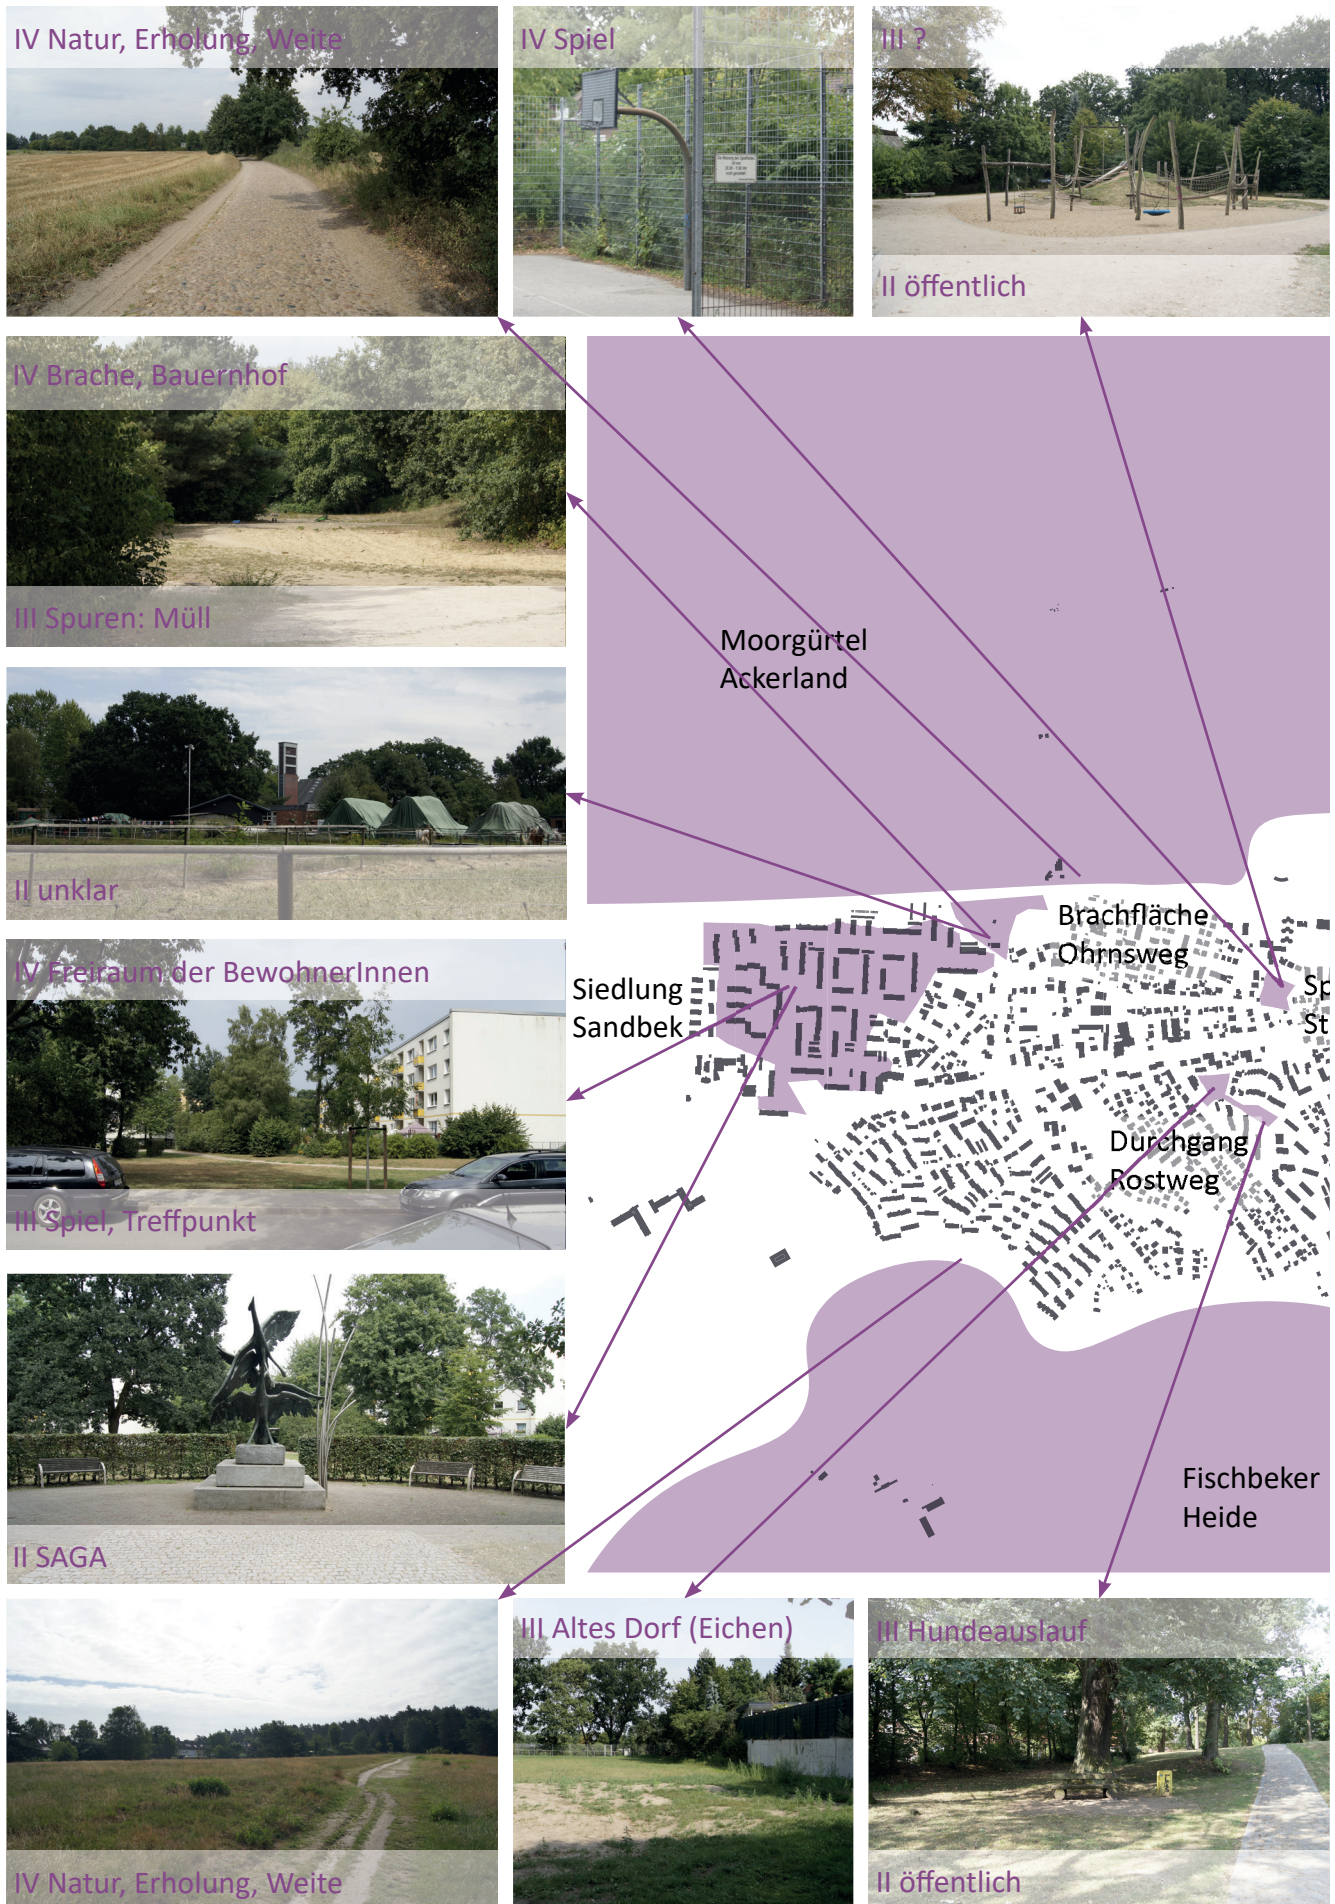 IV Natur, Erholung, Weite
IV Spiel
III ?
II öffentlich
IV Brache, Bauernhof
III Spuren: Müll
II unklar
IV Freiraum der BewohnerInnen
III Spiel, Treffpunkt
II SAGA
Moorgürtel
Ackerland
Brachfläche
Ohrnsweg
Siedlung
Sandbek
Sp
St
Durchgang
Rostweg
Fischbeker
Heide
IV Natur, Erholung, Weite
III Altes Dorf (Eichen)
III Hundeauslauf
II öffentlich